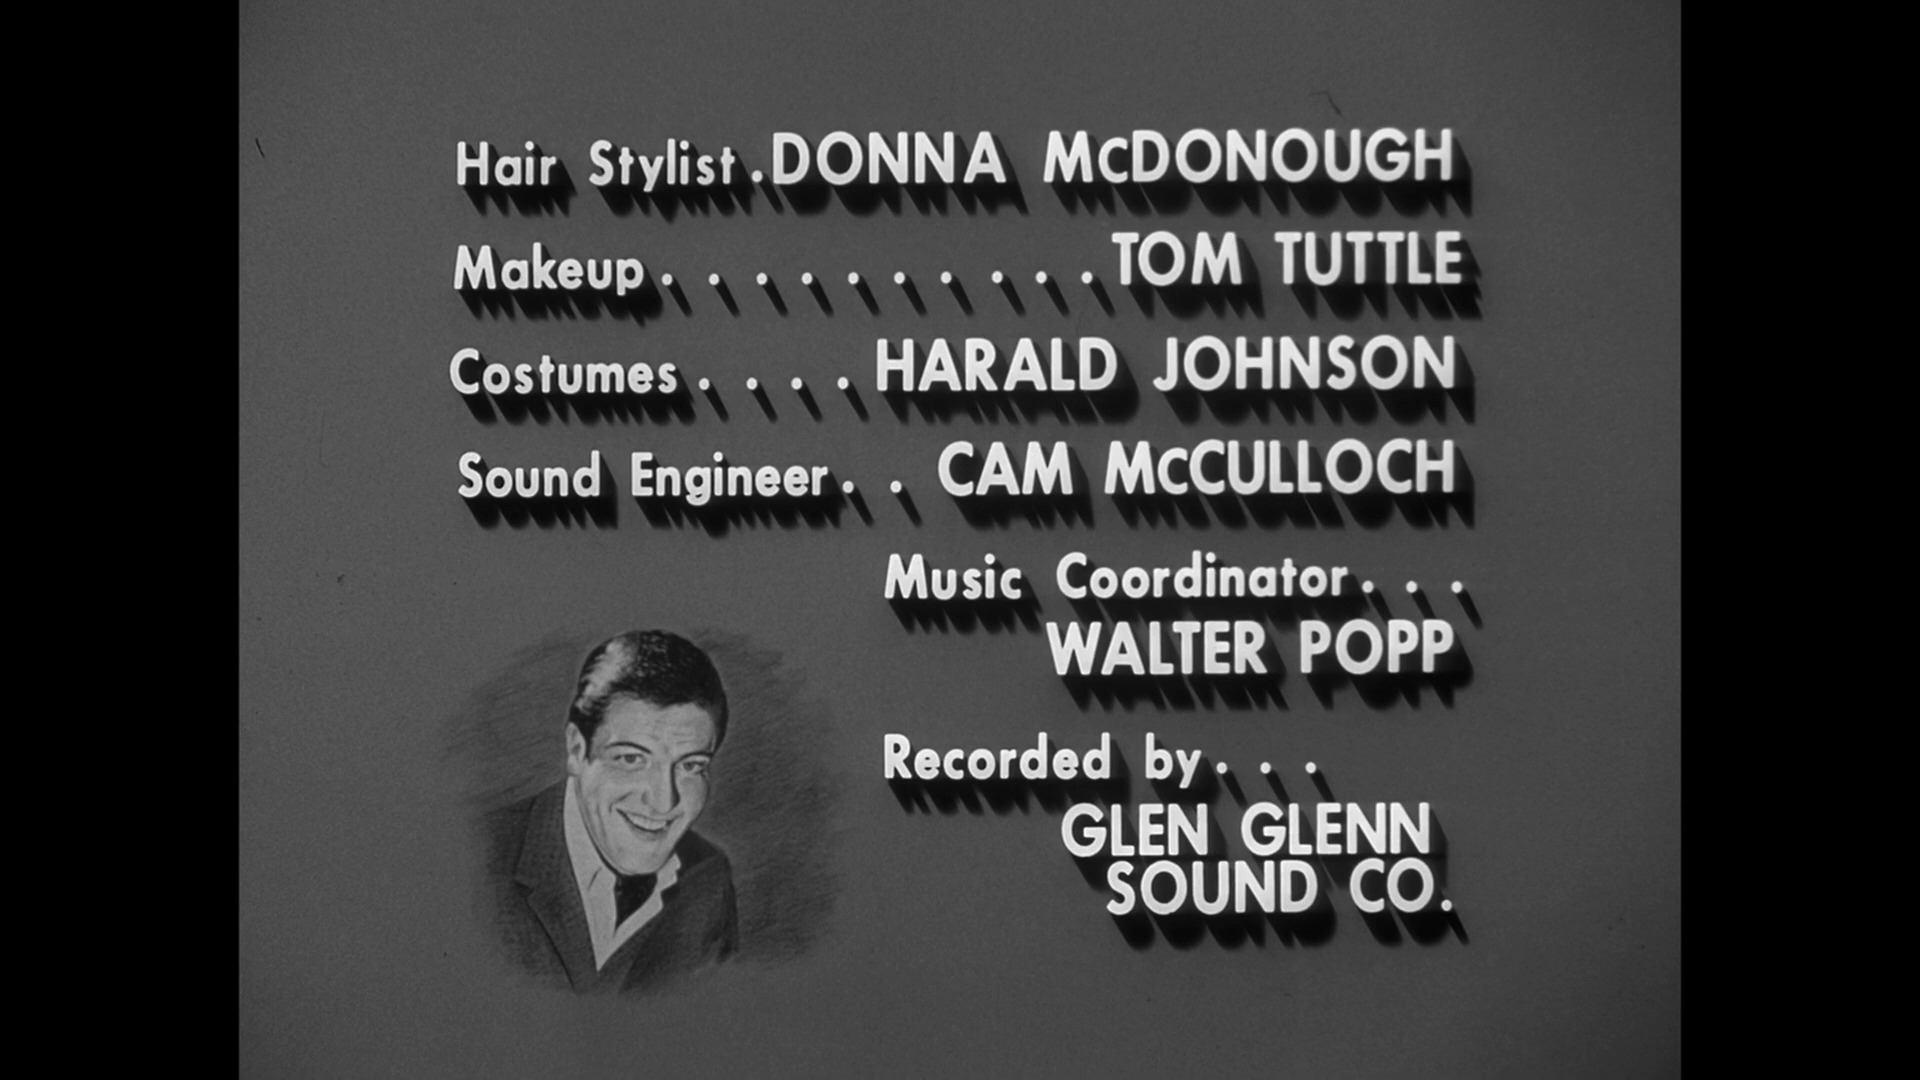 Hair Stylist.DONNA McDONOUGH
Makeup..........TOM TUTTLE
Costumes....HARALD JOHNSON
Sound Engineer.. CAM McCULLOCH
Music Coordinator...
WALTER POPP
Recorded by...
GLEN GLENN
SOUND CO.